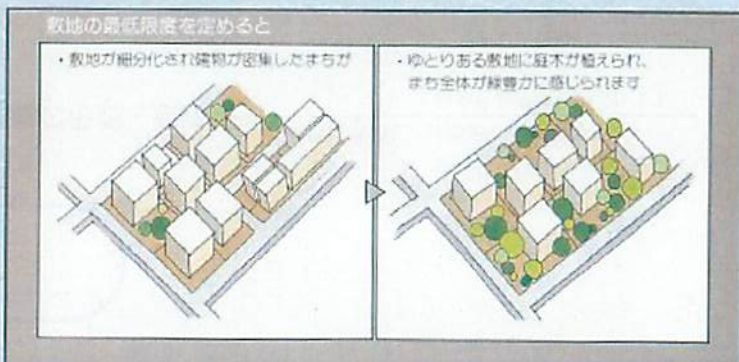 敷地の最低限度を定めると
・敷地が細分化され建物が密集したまちが
・ゆとりある敷地に庭木が植えられ、
まち全体が緑豊かに感じられます